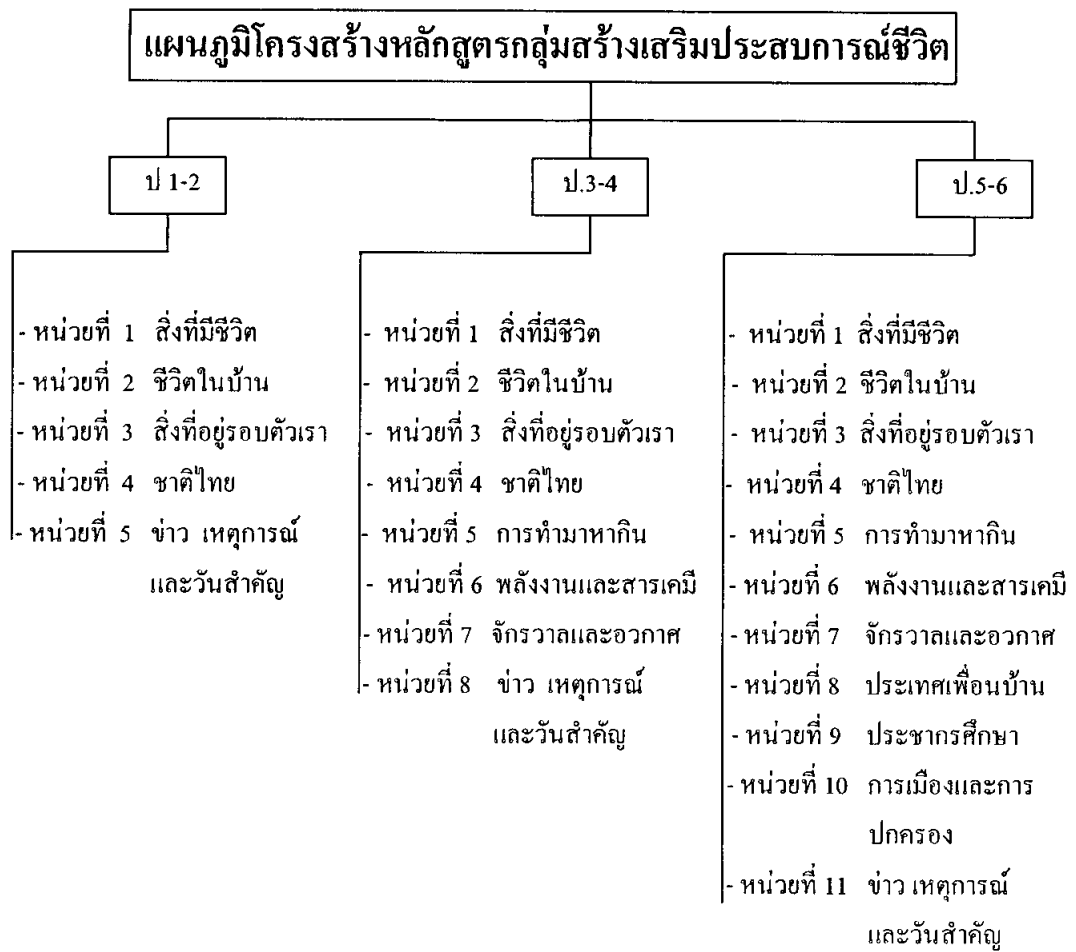 แผนภูมิโครงสร้างหลักสูตรกลุ่มสร้างเสริมประสบการณ์ชีวิต
ป 1-2
- หน่วยที่ 1 สิ่งที่มีชีวิต
- หน่วยที่ 2 ชีวิตในบ้าน
- หน่วยที่ 3 สิ่งที่อยู่รอบตัวเรา
- หน่วยที่ 4 ชาติไทย
- หน่วยที่ 5 ข่าว เหตุการณ์
และวันสำคัญ
ป.3-4
- หน่วยที่ 1 สิ่งที่มีชีวิต
- หน่วยที่ 2 ชีวิตในบ้าน
- หน่วยที่ 3 สิ่งที่อยู่รอบตัวเรา
- หน่วยที่ 4 ชาติไทย
- หน่วยที่ 5 การทำมาหากิน
- หน่วยที่ 6 พลังงานและสารเคมี
- หน่วยที่ 7 จักรวาลและอวกาศ
- หน่วยที่ 8 ข่าว เหตุการณ์
และวันสำคัญ
ป.5-6
- หน่วยที่ 1 สิ่งที่มีชีวิต
- หน่วยที่ 2 ชีวิตในบ้าน
- หน่วยที่ 3 สิ่งที่อยู่รอบตัวเรา
- หน่วยที่ 4 ชาติไทย
- หน่วยที่ 5 การทำมาหากิน
- หน่วยที่ 6 พลังงานและสารเคมี
- หน่วยที่ 7 จักรวาลและอวกาศ
- หน่วยที่ 8 ประเทศเพื่อนบ้าน
- หน่วยที่ 9 ประชากรศึกษา
- หน่วยที่ 10 การเมืองและการ
ปกครอง
- หน่วยที่ 11 ข่าว เหตุการณ์
และวันสำคัญ